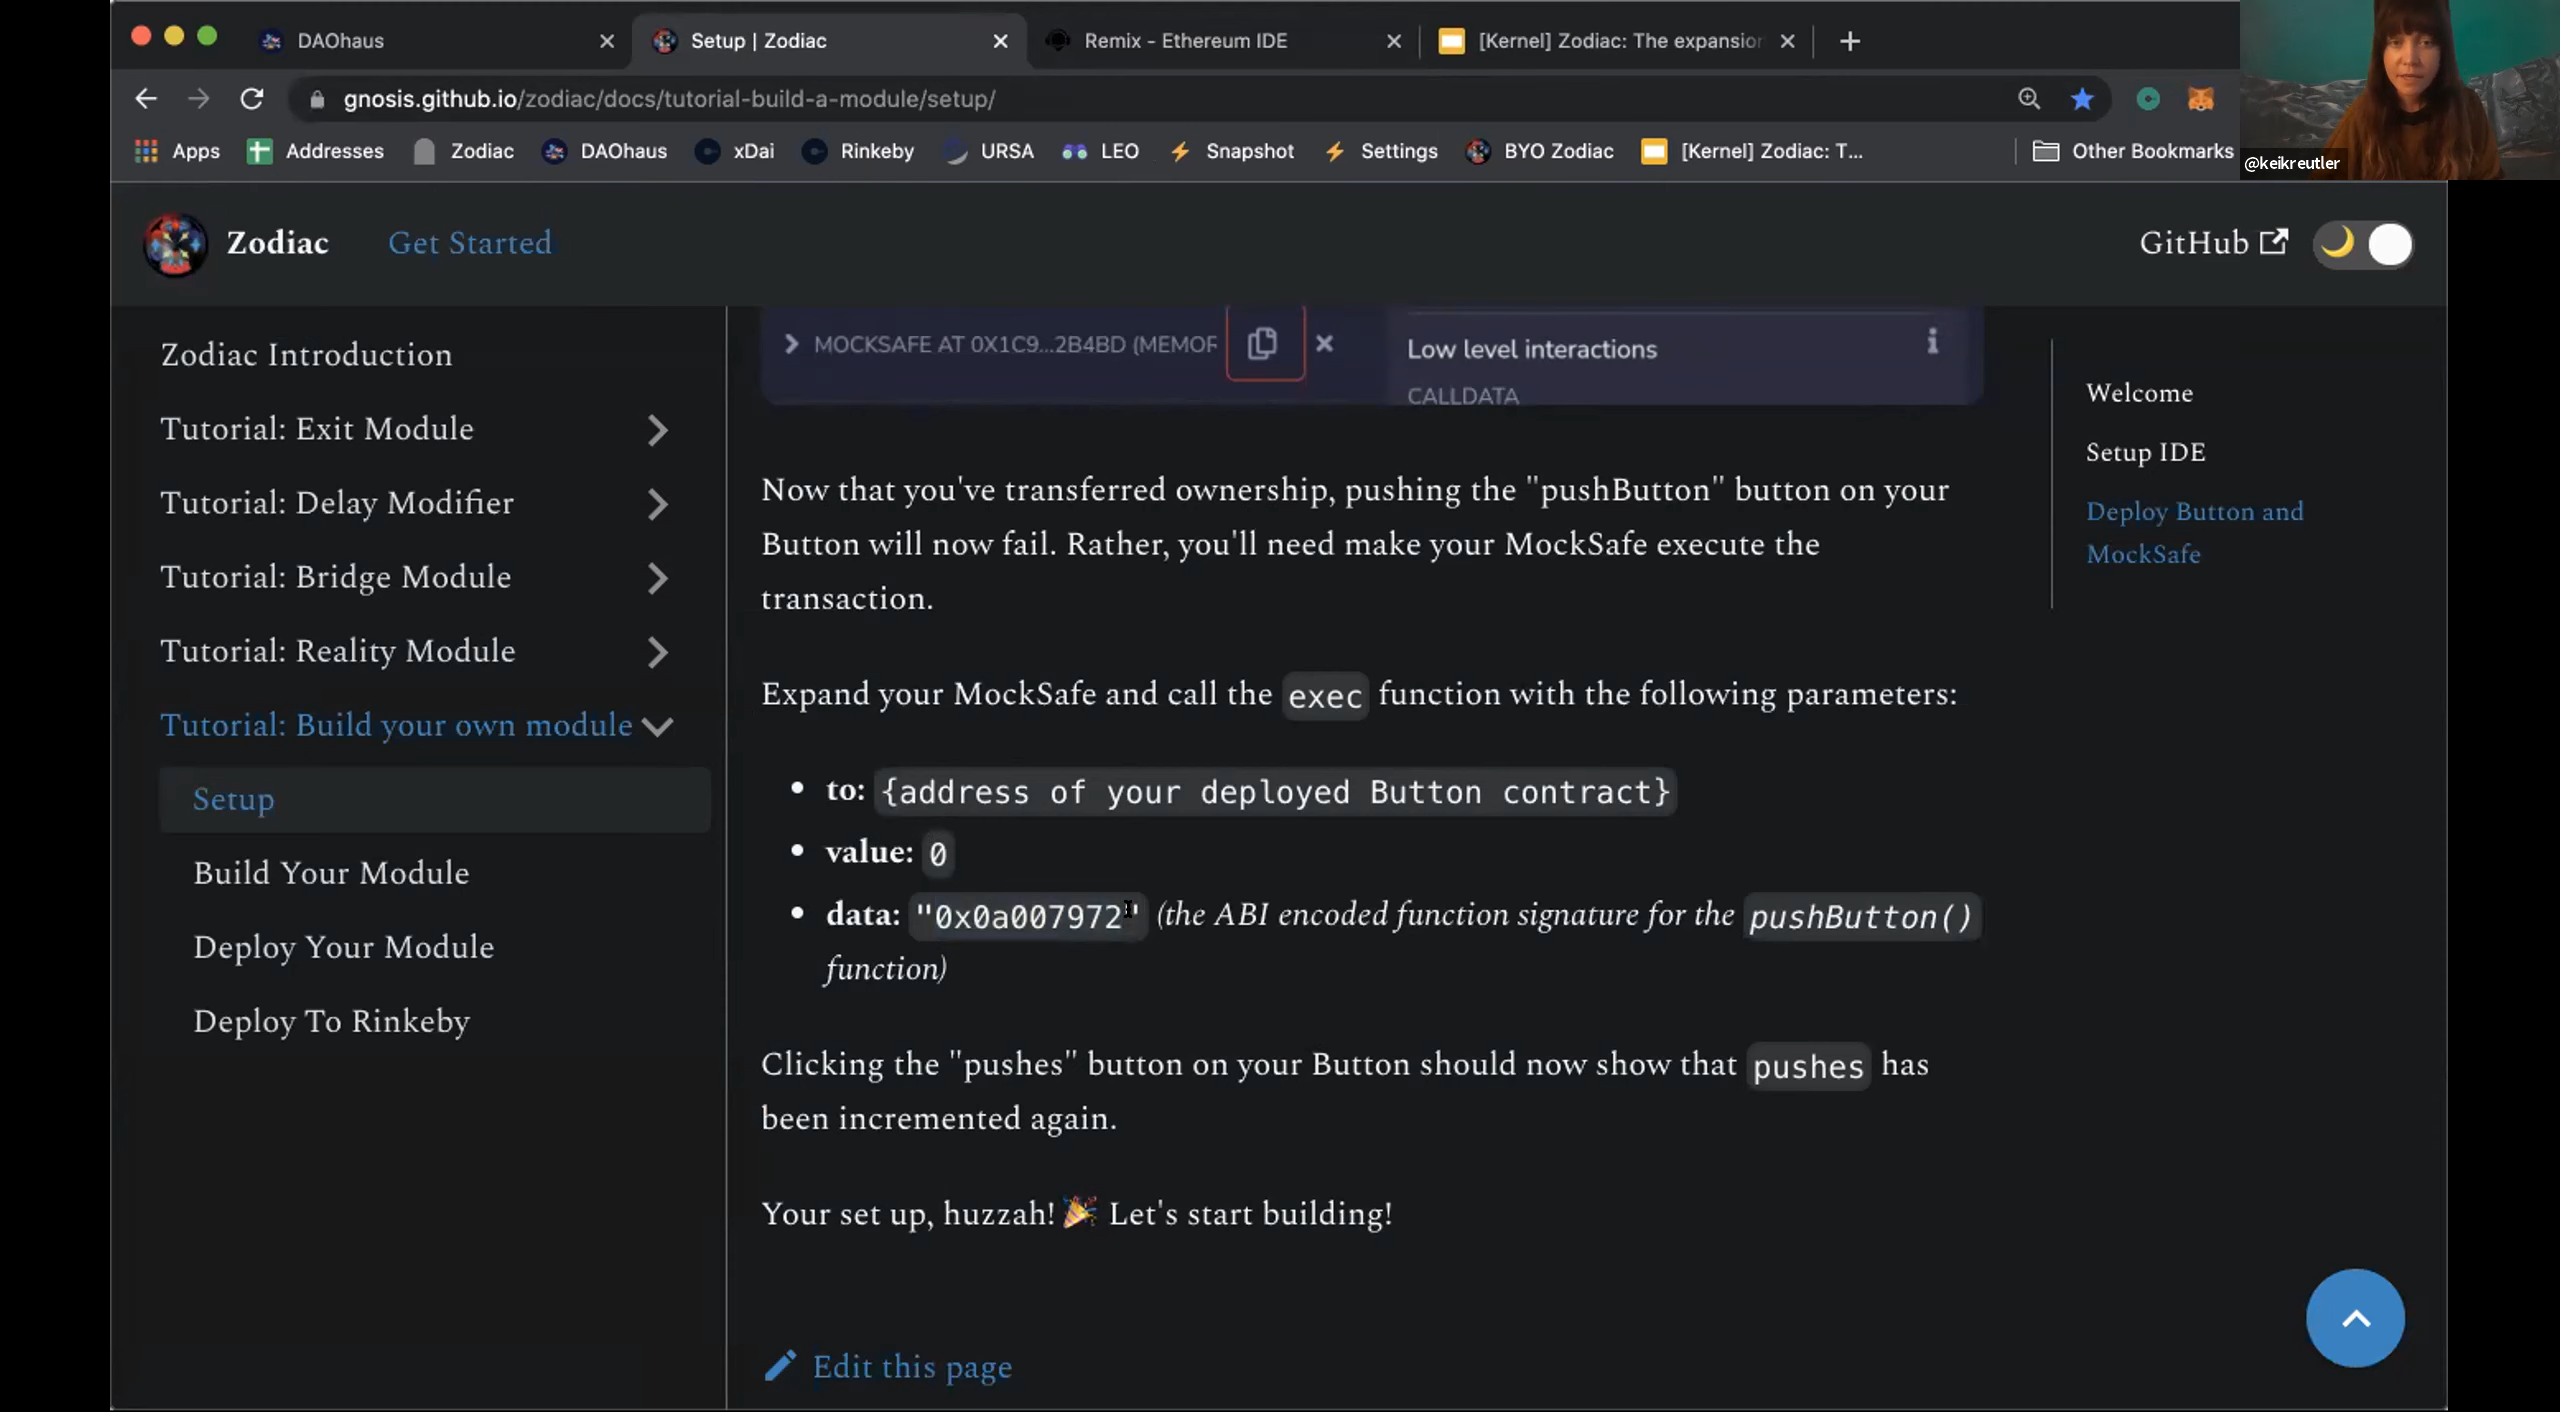 DAOhaus
Setup | Zodiac
Remix - Ethereum IDE
[Kernel] Zodiac: The expansion
gnosis.github.io/zodiac/docs/tutorial-build-a-module/setup/
Apps
Addresses
Zodiac
DAOhaus
xDai
Rinkeby
URSA
LEO
Snapshot
Settings
BYO Zodiac
[Kernel] Zodiac: T...
Other Bookmarks
@keikreutler
Zodiac
Get Started
GitHub
Zodiac Introduction
Tutorial: Exit Module
Tutorial: Delay Modifier
Tutorial: Bridge Module
Tutorial: Reality Module
Tutorial: Build your own module
Setup
Build Your Module
Deploy Your Module
Deploy To Rinkeby
MOCKSAFE AT 0X1C9...2B4BD (MEMOR
Low level interactions
CALLDATA
Now that you've transferred ownership, pushing the "pushButton" button on your
Button will now fail. Rather, you'll need make your MockSafe execute the
transaction.
Expand your MockSafe and call the exec function with the following parameters:
• to: {address of your deployed Button contract}
• value: 0
• data: "0x0a007972" (the ABI encoded function signature for the pushButton()
function)
Clicking the "pushes" button on your Button should now show that pushes has
been incremented again.
Your set up, huzzah! 🎉 Let's start building!
Edit this page
Welcome
Setup IDE
Deploy Button and
MockSafe